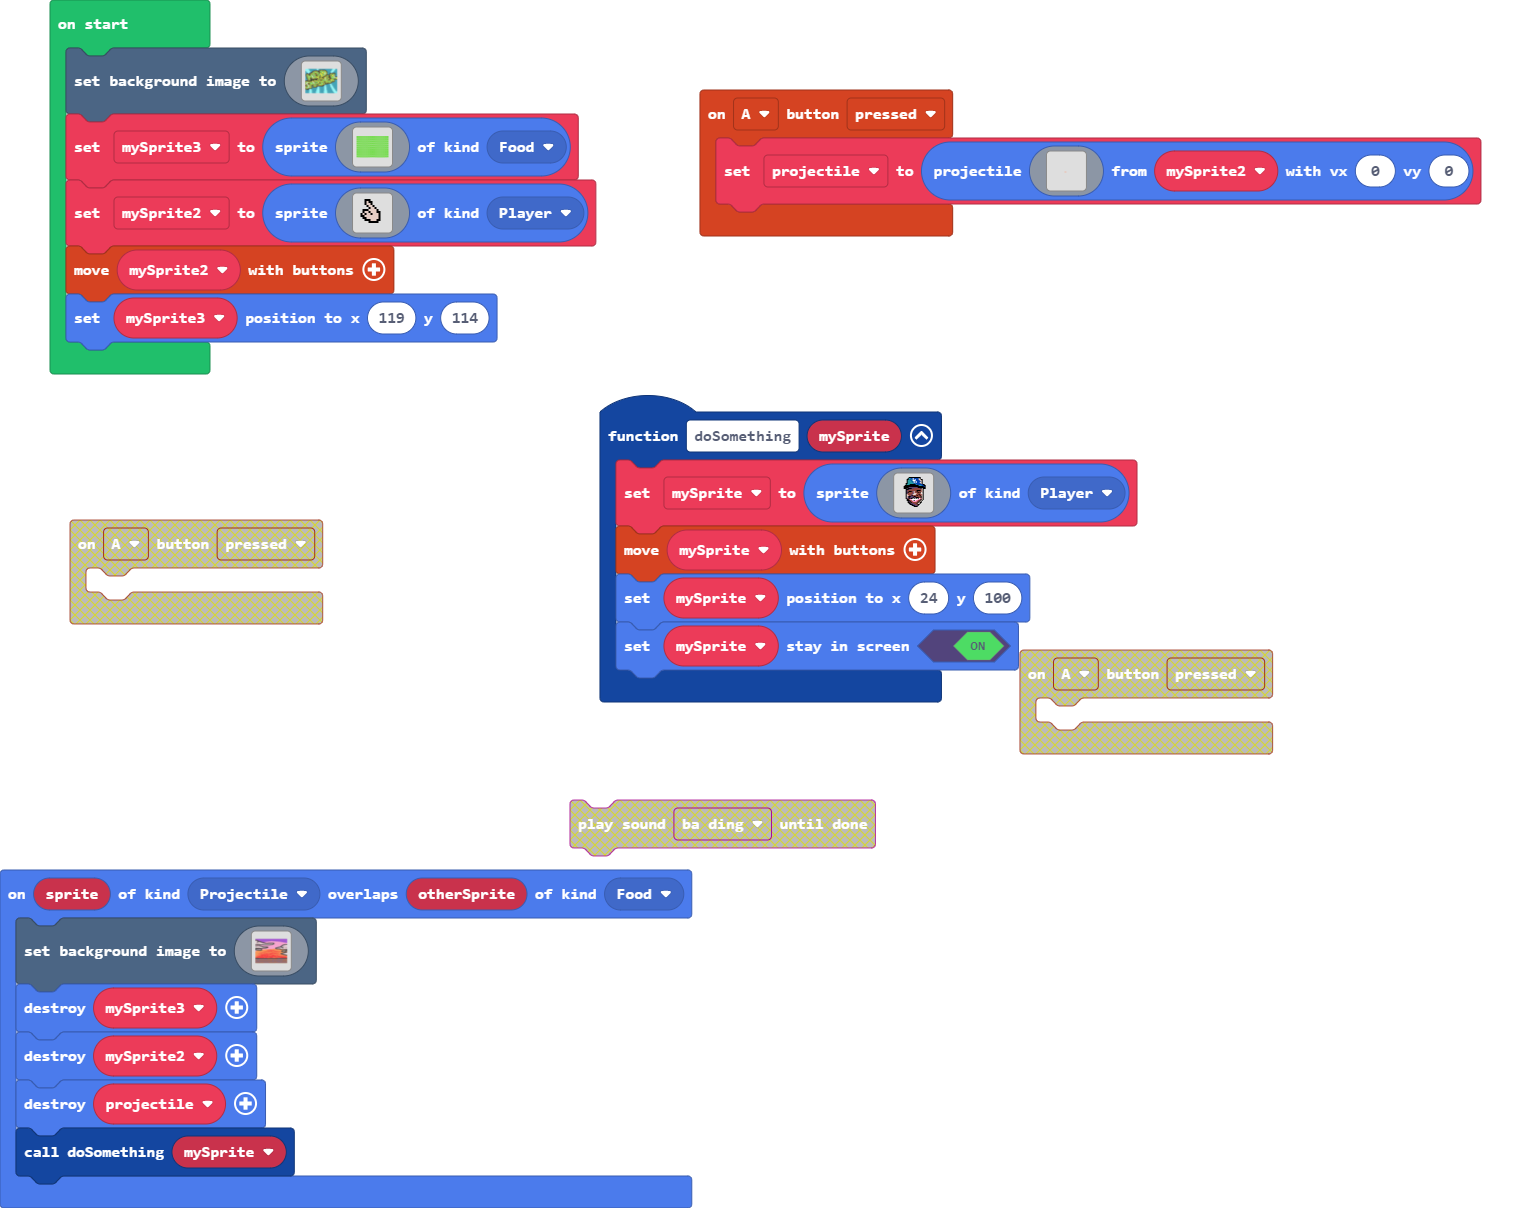 on start
set background image to
set mySprite3 to sprite of kind Food
set mySprite2 to sprite of kind Player
move mySprite2 with buttons
set mySprite3 position to x 119 y 114
on A button pressed
set projectile to projectile from mySprite2 with vx 0 vy 0
function doSomething mySprite
set mySprite to sprite of kind Player
move mySprite with buttons
set mySprite position to x 24 y 100
set mySprite stay in screen ON
on A button pressed
on A button pressed
play sound ba ding until done
on sprite of kind Projectile overlaps otherSprite of kind Food
set background image to
destroy mySprite3
destroy mySprite2
destroy projectile
call doSomething mySprite